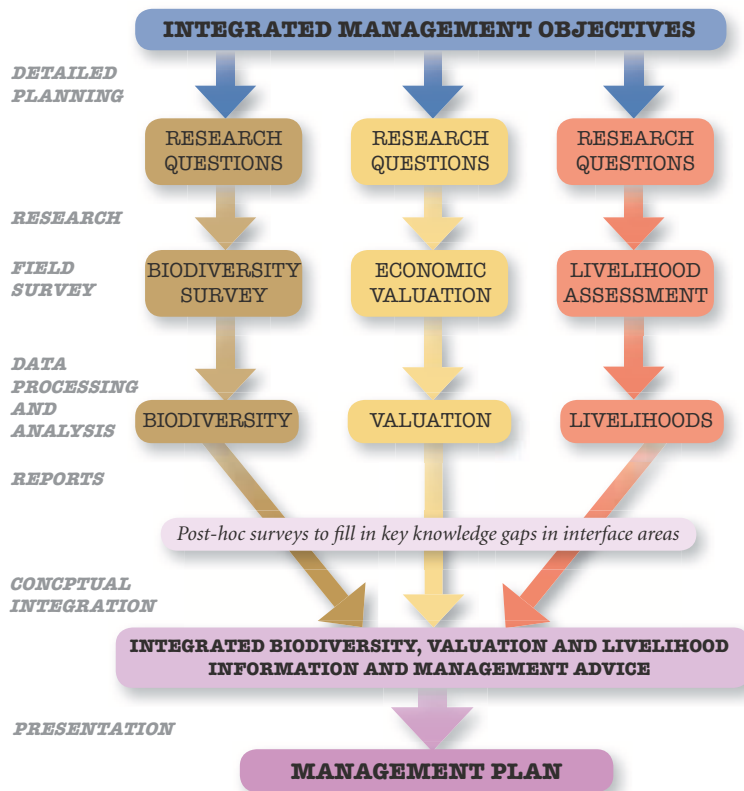 INTEGRATED MANAGEMENT OBJECTIVES
DETAILED
PLANNING
RESEARCH
QUESTIONS
RESEARCH
QUESTIONS
RESEARCH
QUESTIONS
RESEARCH
FIELD
SURVEY
BIODIVERSITY
SURVEY
ECONOMIC
VALUATION
LIVELIHOOD
ASSESSMENT
DATA
PROCESSING
AND
ANALYSIS
BIODIVERSITY
VALUATION
LIVELIHOODS
REPORTS
Post-hoc surveys to fill in key knowledge gaps in interface areas
CONCPTUAL
INTEGRATION
INTEGRATED BIODIVERSITY, VALUATION AND LIVELIHOOD
INFORMATION AND MANAGEMENT ADVICE
PRESENTATION
MANAGEMENT PLAN